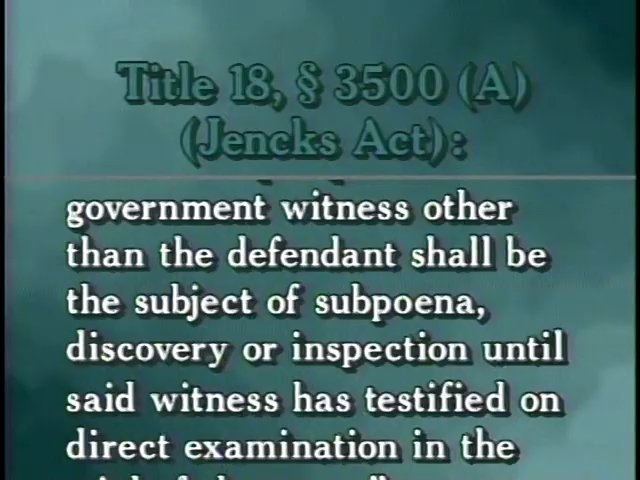 Title 18, § 3500 (A)
(Jencks Act):
government witness other
than the defendant shall be
the subject of subpoena,
discovery or inspection until
said witness has testified on
direct examination in the